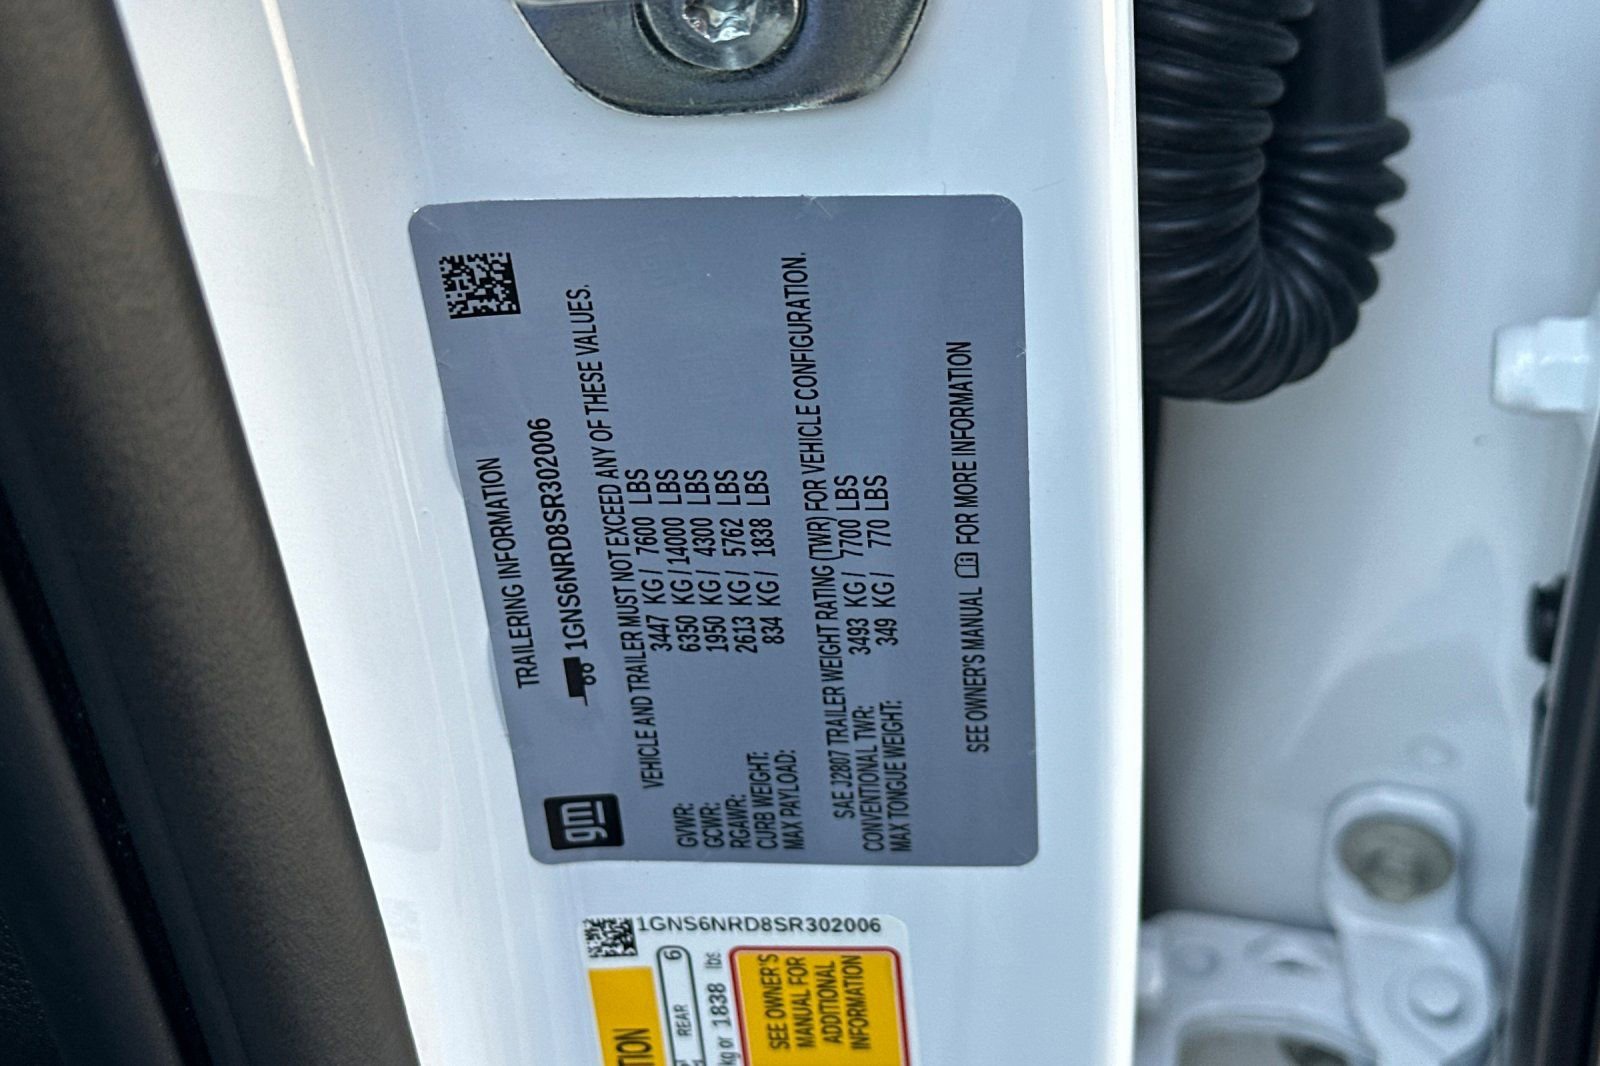 gm
TRAILERING INFORMATION
1GNS6NRD8SR302006
VEHICLE AND TRAILER MUST NOT EXCEED ANY OF THESE VALUES.
GVWR: 3447 KG / 7600 LBS
GCWR: 6350 KG / 14000 LBS
RGAWR: 1950 KG / 4300 LBS
CURB WEIGHT: 2613 KG / 5762 LBS
MAX PAYLOAD: 834 KG / 1838 LBS
SAE J2807 TRAILER WEIGHT RATING (TWR) FOR VEHICLE CONFIGURATION.
CONVENTIONAL TWR: 3493 KG / 7700 LBS
MAX TONGUE WEIGHT: 349 KG / 770 LBS
SEE OWNER'S MANUAL FOR MORE INFORMATION
1GNS6NRD8SR302006
REAR 6
kg or 1838 lbs
SEE OWNER'S
MANUAL FOR
ADDITIONAL
INFORMATION